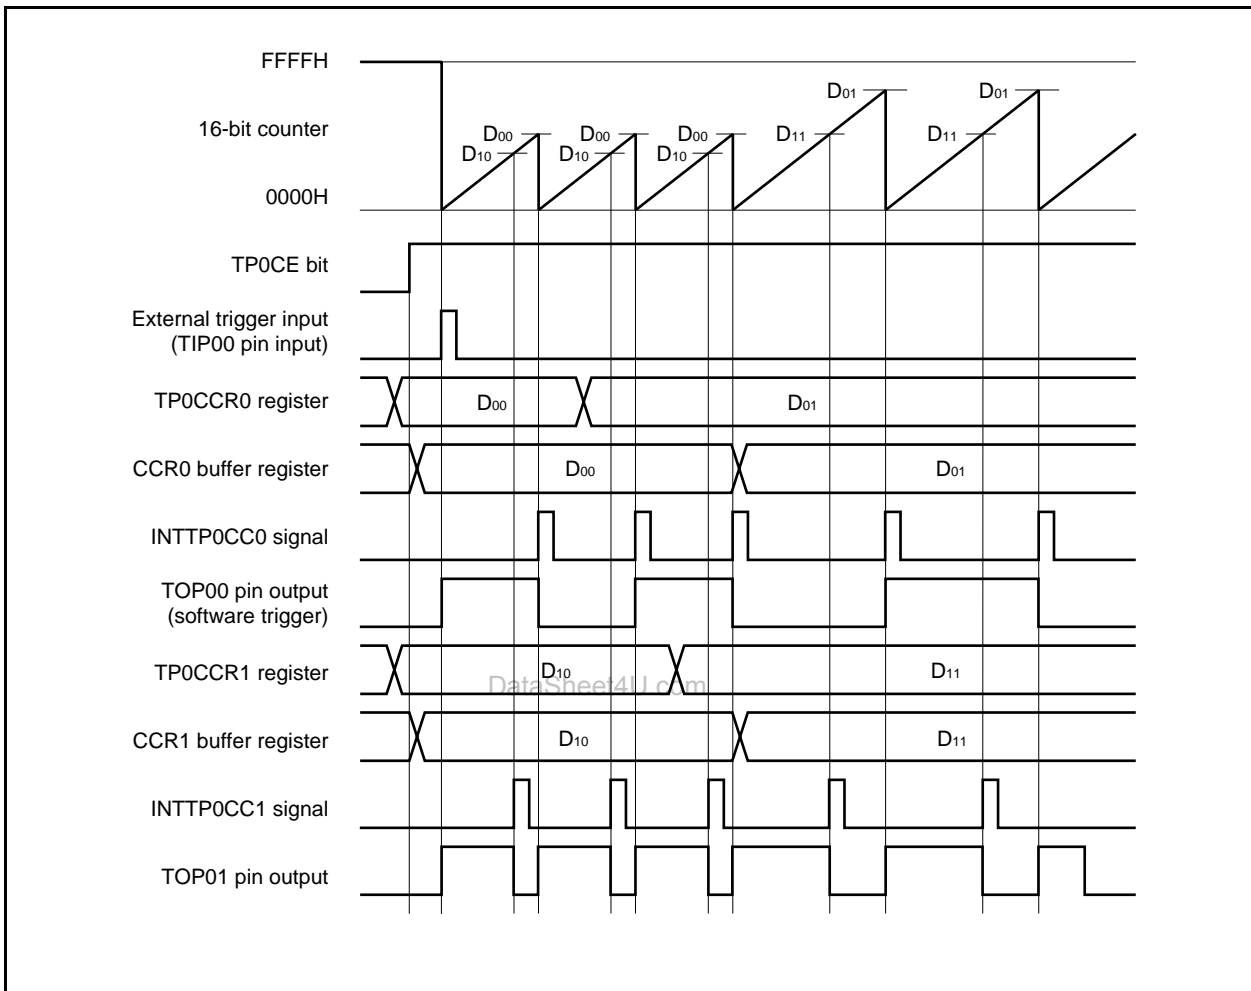 FFFFH
D01 D01
16-bit counter D00 D00 D00 D11 D11
D10 D10 D10
0000H
TP0CE bit
External trigger input
(TIP00 pin input)
TP0CCR0 register D00 D01
CCR0 buffer register D00 D01
INTTP0CC0 signal
TOP00 pin output
(software trigger)
TP0CCR1 register D10 D11
DataSheet4U.com
CCR1 buffer register D10 D11
INTTP0CC1 signal
TOP01 pin output